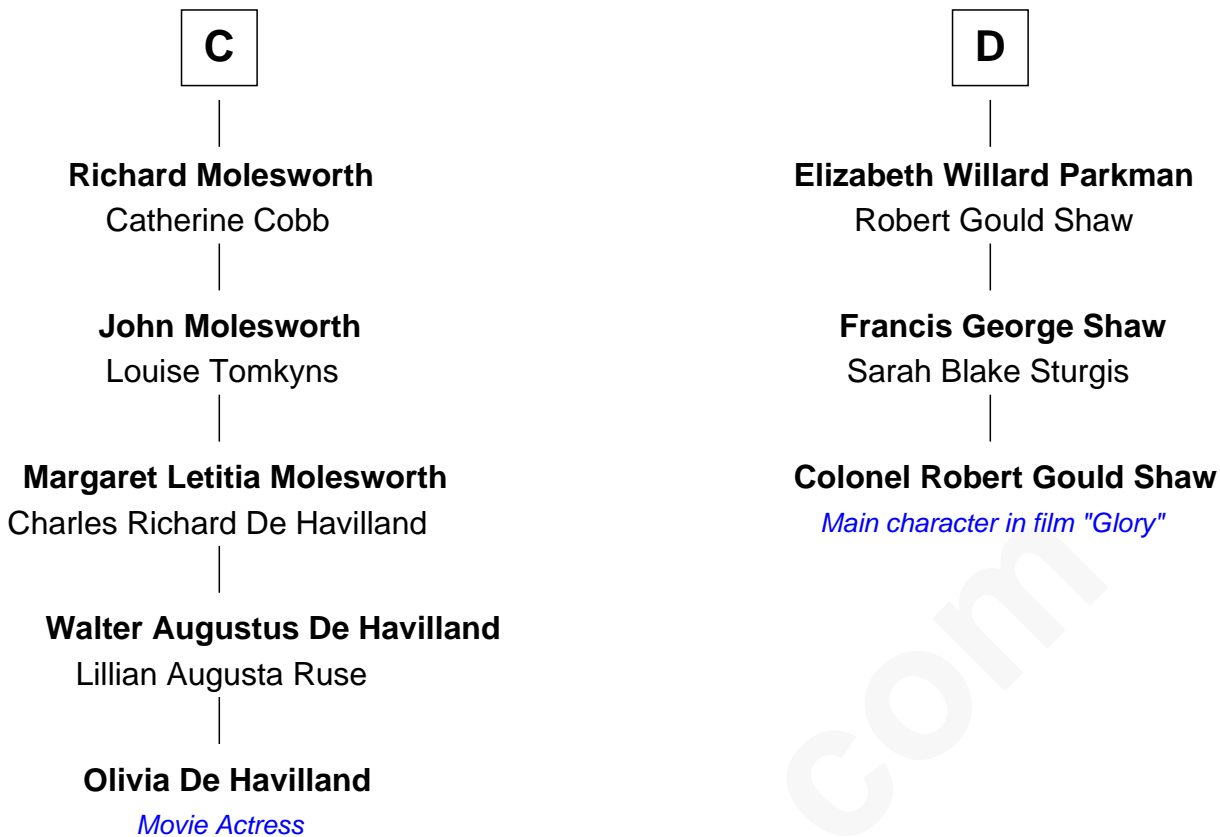 C
Richard Molesworth
Catherine Cobb
John Molesworth
Louise Tomkyns
Margaret Letitia Molesworth
Charles Richard De Havilland
Walter Augustus De Havilland
Lillian Augusta Ruse
Olivia De Havilland
Movie Actress
D
Elizabeth Willard Parkman
Robert Gould Shaw
Francis George Shaw
Sarah Blake Sturgis
Colonel Robert Gould Shaw
Main character in film "Glory"
com